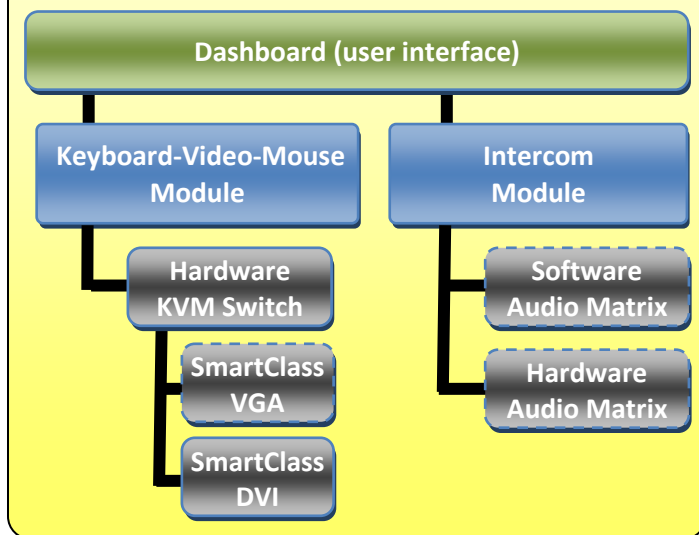 Dashboard (user interface)
Keyboard-Video-Mouse
Module
Intercom
Module
Hardware
KVM Switch
Software
Audio Matrix
SmartClass
VGA
Hardware
Audio Matrix
SmartClass
DVI